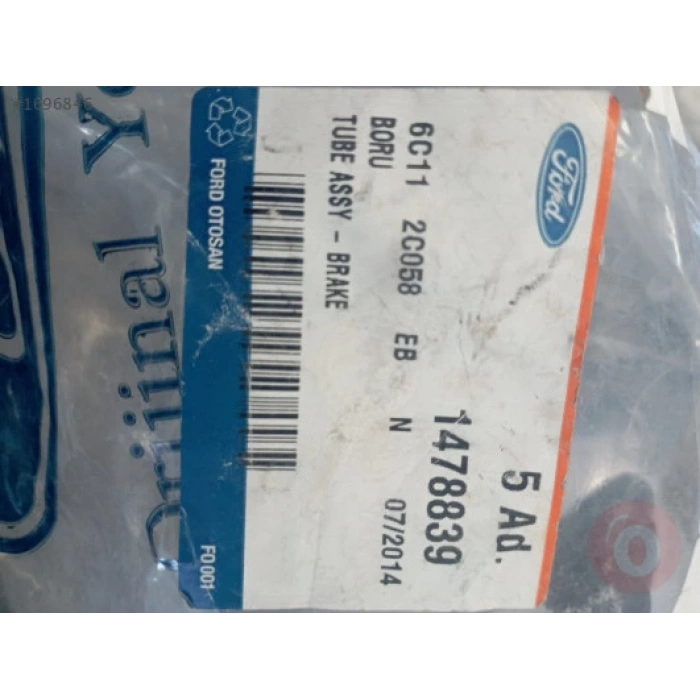 Ford
5 Ad.
6C11 2C058 EB N
1478839
BORU
07/2014
TUBE ASSY - BRAKE
FORD OTOSAN
F0001